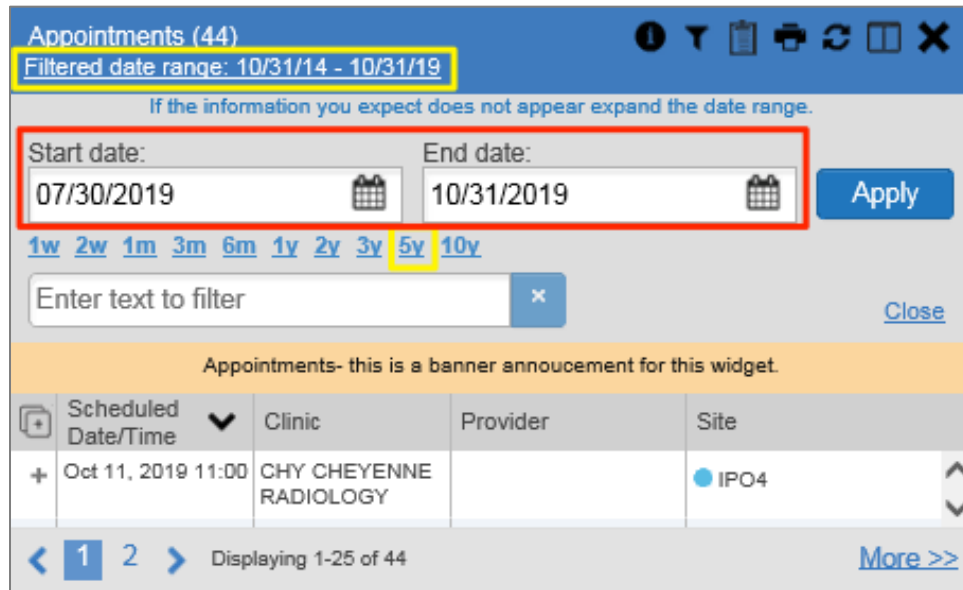 Appointments (44)
Filtered date range: 10/31/14 - 10/31/19
If the information you expect does not appear expand the date range.
Start date: End date:
07/30/2019 10/31/2019 Apply
1w 2w 1m 3m 6m 1y 2y 3y 5y 10y
Enter text to filter ×
Close
Appointments- this is a banner annoucement for this widget.
Scheduled
Date/Time Clinic Provider Site
+ Oct 11, 2019 11:00 CHY CHEYENNE IPO4
RADIOLOGY
1 2 Displaying 1-25 of 44 More >>